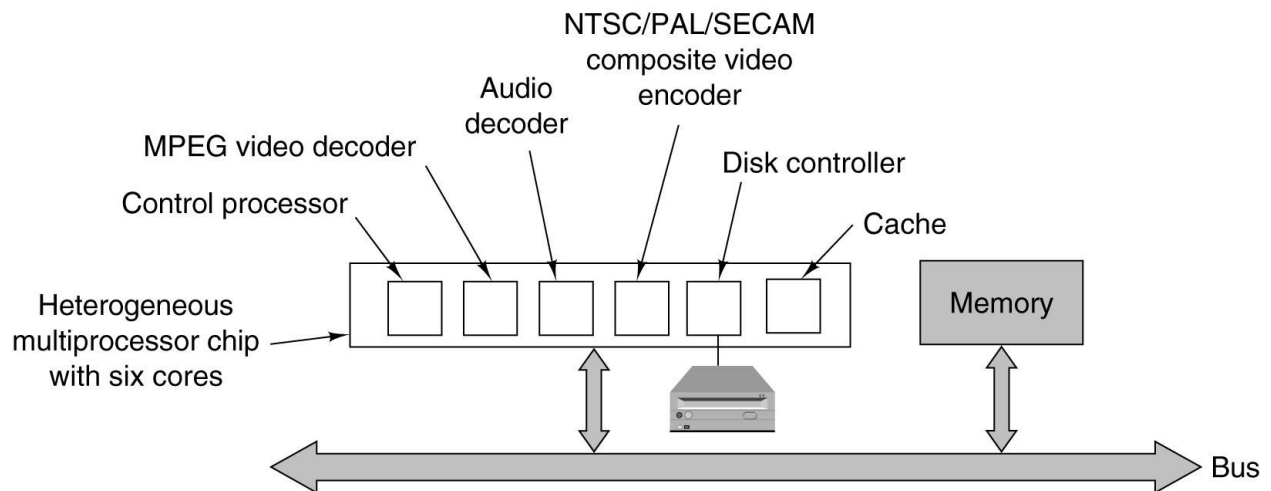 NTSC/PAL/SECAM
composite video
encoder
Audio
decoder
MPEG video decoder
Disk controller
Control processor
Cache
Heterogeneous
multiprocessor chip
with six cores
Memory
Bus